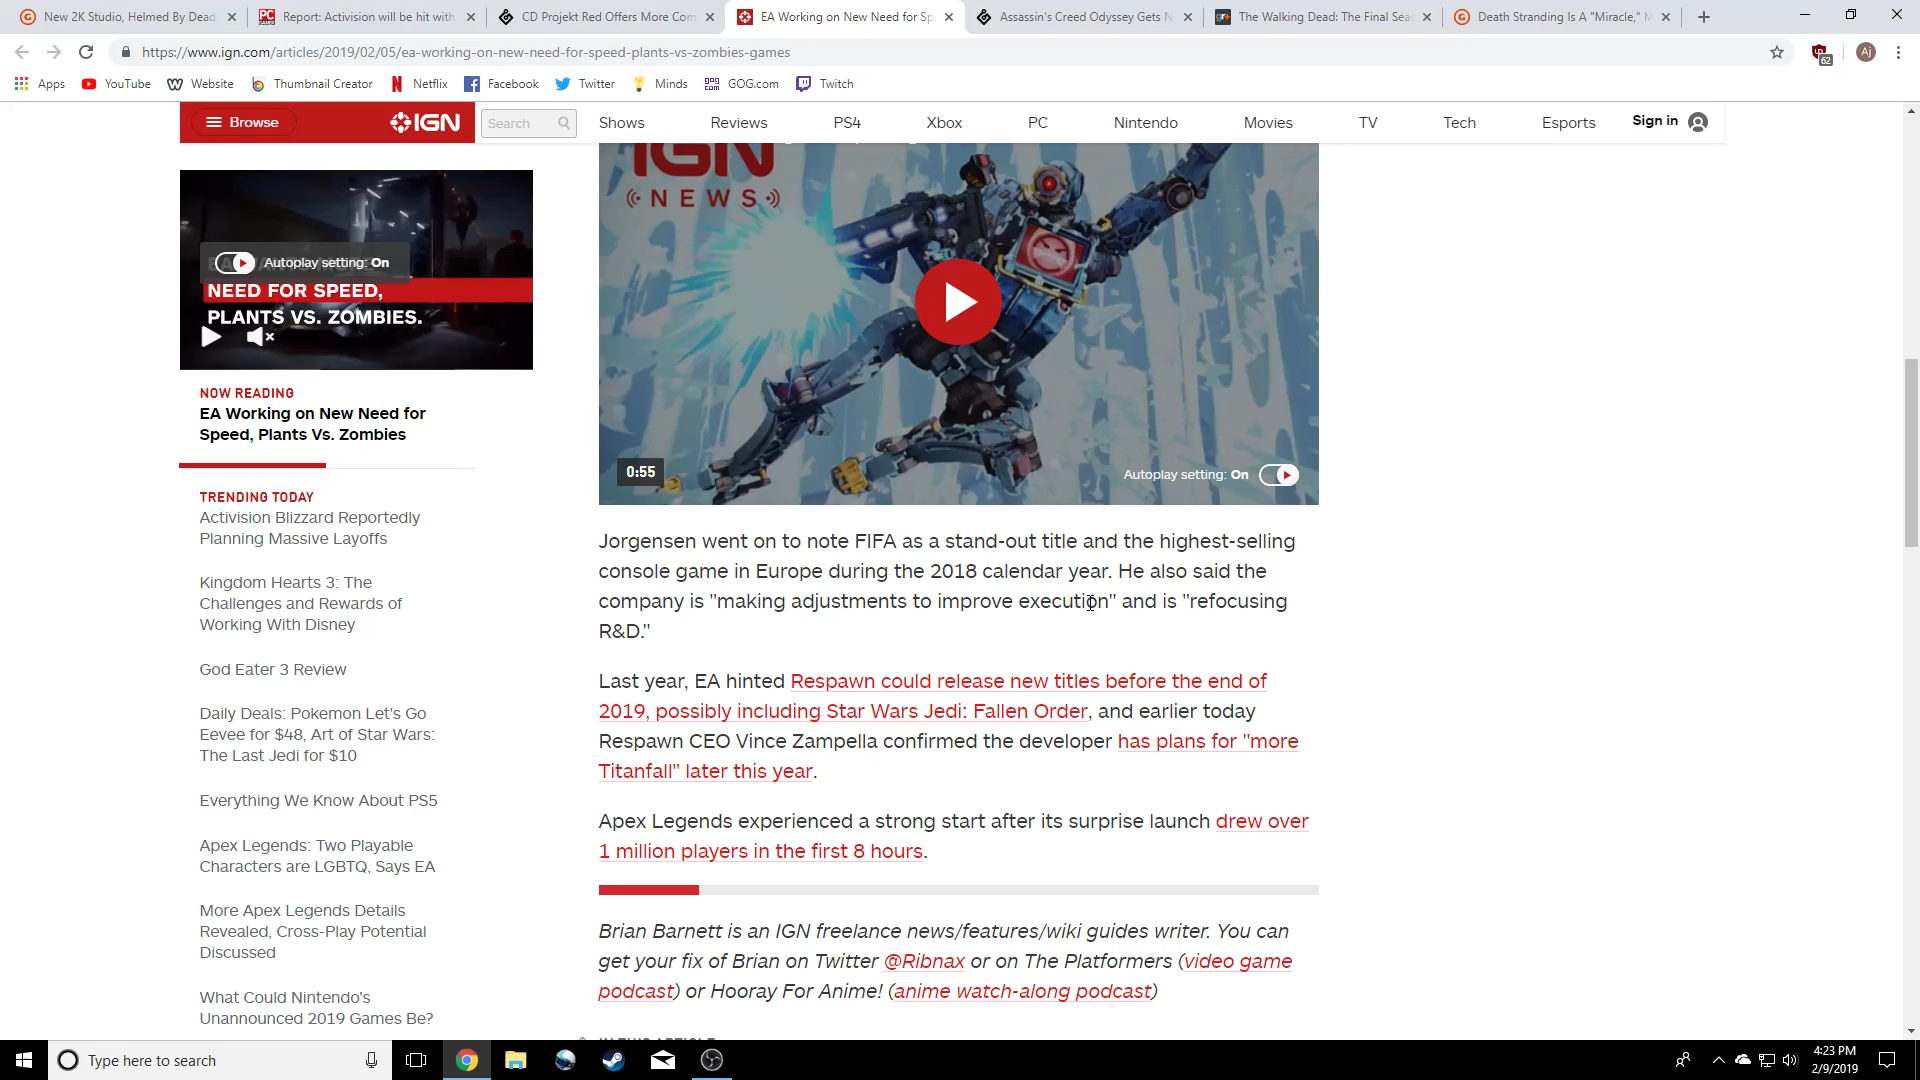 New 2K Studio, Helmed By Dead
Report: Activision will be hit with
CD Projekt Red Offers More Com
EA Working on New Need for Sp
Assassin's Creed Odyssey Gets N
The Walking Dead: The Final Sea
Death Stranding Is A "Miracle," M
https://www.ign.com/articles/2019/02/05/ea-working-on-new-need-for-speed-plants-vs-zombies-games
62
Aj
Apps
YouTube
Website
Thumbnail Creator
Netflix
Facebook
Twitter
Minds
GOG.com
Twitch
Browse
IGN
Search
Shows
Reviews
PS4
Xbox
PC
Nintendo
Movies
TV
Tech
Esports
Sign in
Autoplay setting: On
NEED FOR SPEED,
PLANTS VS. ZOMBIES.
NOW READING
EA Working on New Need for
Speed, Plants Vs. Zombies
TRENDING TODAY
Activision Blizzard Reportedly
Planning Massive Layoffs
Kingdom Hearts 3: The
Challenges and Rewards of
Working With Disney
God Eater 3 Review
Daily Deals: Pokemon Let's Go
Eevee for $48, Art of Star Wars:
The Last Jedi for $10
Everything We Know About PS5
Apex Legends: Two Playable
Characters are LGBTQ, Says EA
More Apex Legends Details
Revealed, Cross-Play Potential
Discussed
What Could Nintendo's
Unannounced 2019 Games Be?
IGN
NEWS
0:55
Autoplay setting: On
Jorgensen went on to note FIFA as a stand-out title and the highest-selling
console game in Europe during the 2018 calendar year. He also said the
company is "making adjustments to improve execution" and is "refocusing
R&D."
Last year, EA hinted Respawn could release new titles before the end of
2019, possibly including Star Wars Jedi: Fallen Order, and earlier today
Respawn CEO Vince Zampella confirmed the developer has plans for "more
Titanfall" later this year.
Apex Legends experienced a strong start after its surprise launch drew over
1 million players in the first 8 hours.
Brian Barnett is an IGN freelance news/features/wiki guides writer. You can
get your fix of Brian on Twitter @Ribnax or on The Platformers (video game
podcast) or Hooray For Anime! (anime watch-along podcast)
IN THIS ARTICLE
Type here to search
4:23 PM
2/9/2019